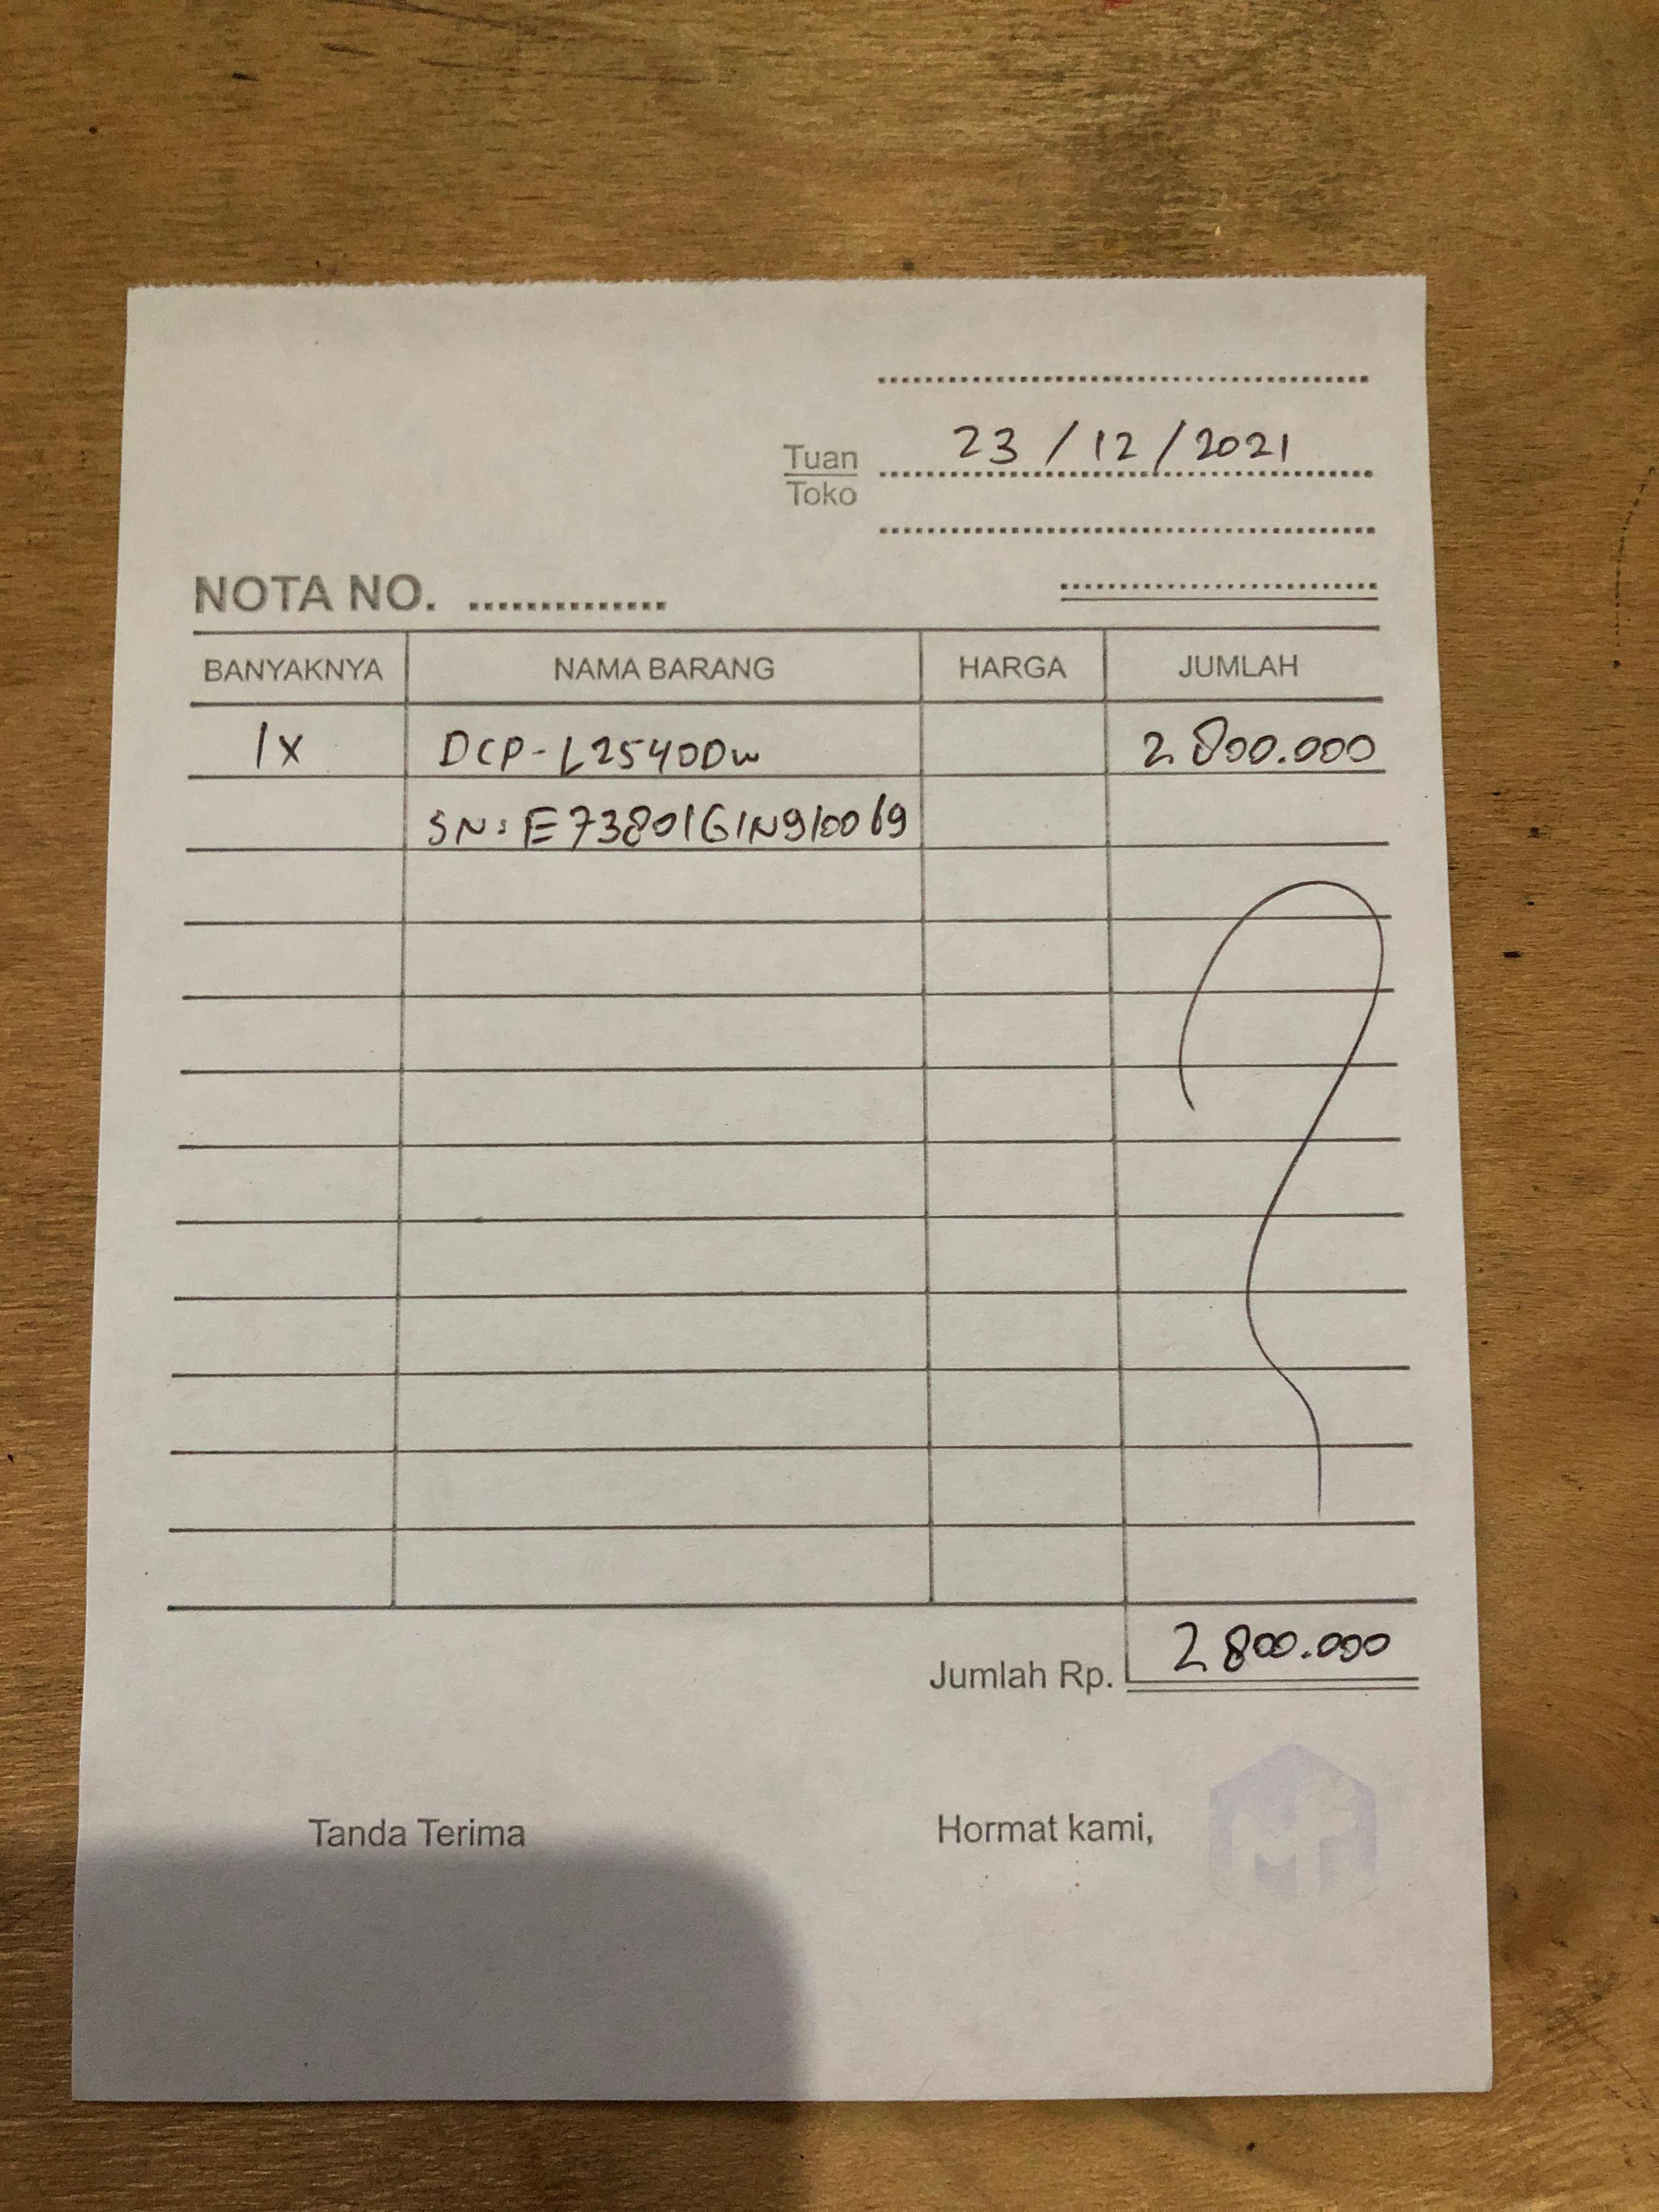 23/12/2021
Tuan
Toko
NOTA NO. ..............
BANYAKNYA NAMA BARANG HARGA JUMLAH
1x DCP-L2540DW 2.800.000
SN: E73801G1N910069
Jumlah Rp. 2.800.000
Tanda Terima Hormat kami,
MF